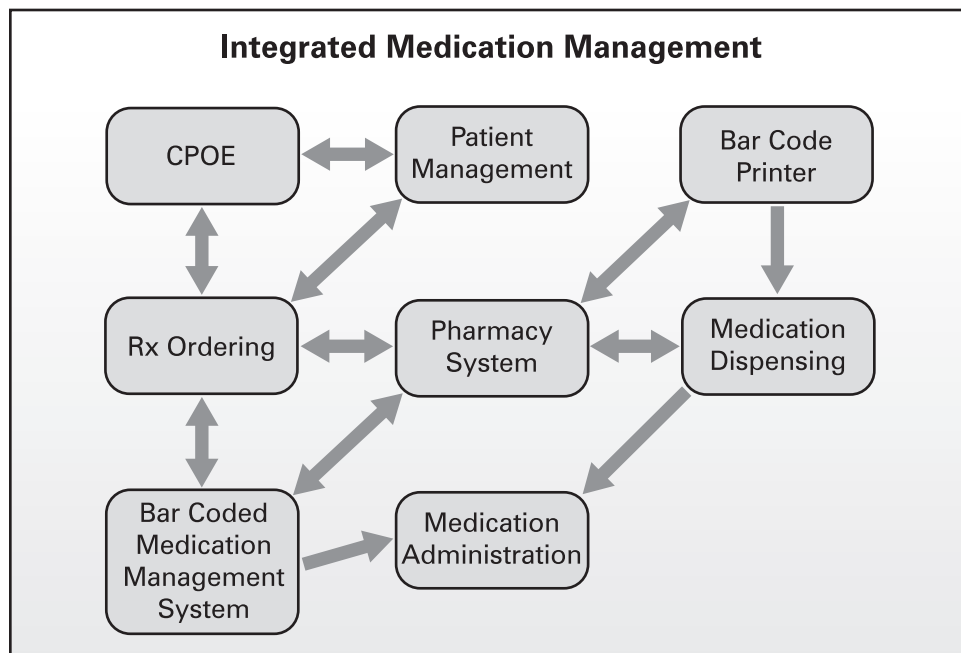 Integrated Medication Management
CPOE
Patient
Management
Bar Code
Printer
Rx Ordering
Pharmacy
System
Medication
Dispensing
Bar Coded
Medication
Management
System
Medication
Administration